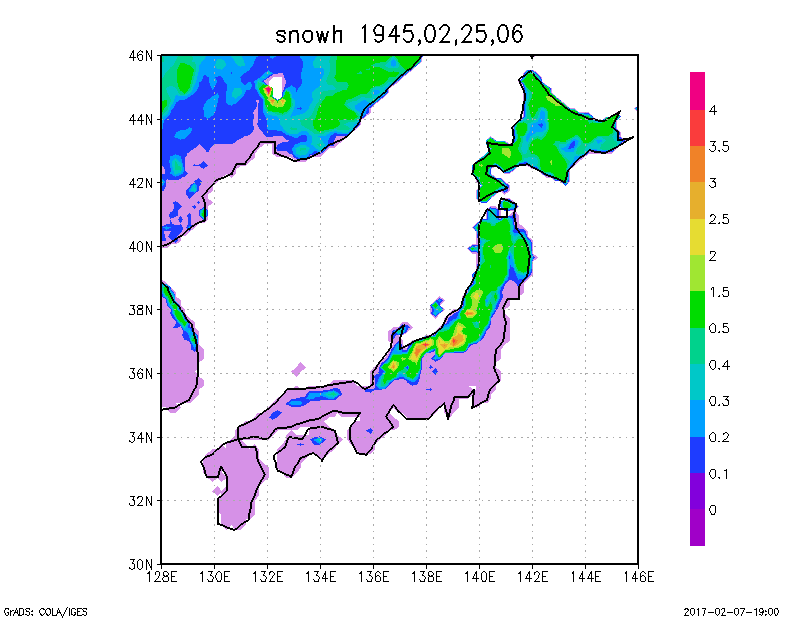 snowh 1945,02,25,06
46N
44N
42N
40N
38N
36N
34N
32N
30N
128E 130E 132E 134E 136E 138E 140E 142E 144E 146E
4
3.5
3
2.5
2
1.5
0.5
0.4
0.3
0.2
0.1
0
GrADS: COLA/IGES 2017-02-07-19:00